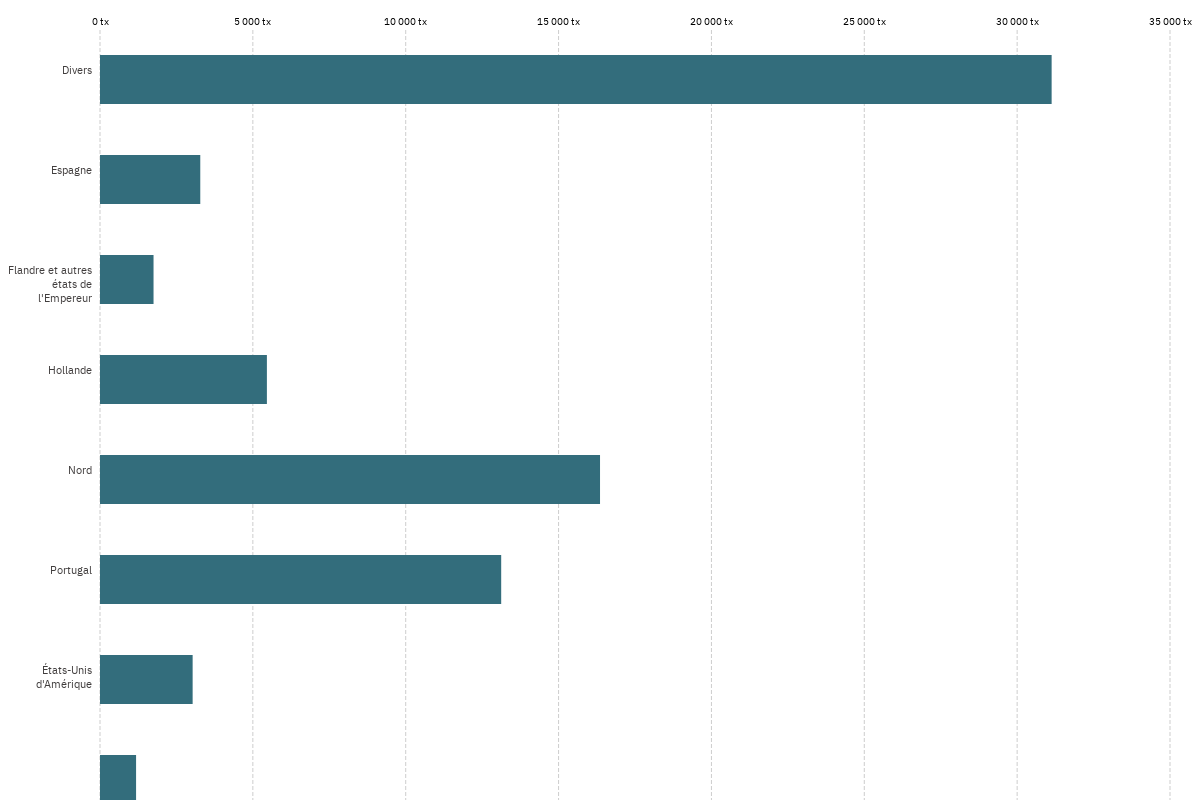 0 tx 5 000 tx 10 000 tx 15 000 tx 20 000 tx 25 000 tx 30 000 tx 35 000 tx
Divers
Espagne
Flandre et autres
états de
l'Empereur
Hollande
Nord
Portugal
États-Unis
d'Amérique